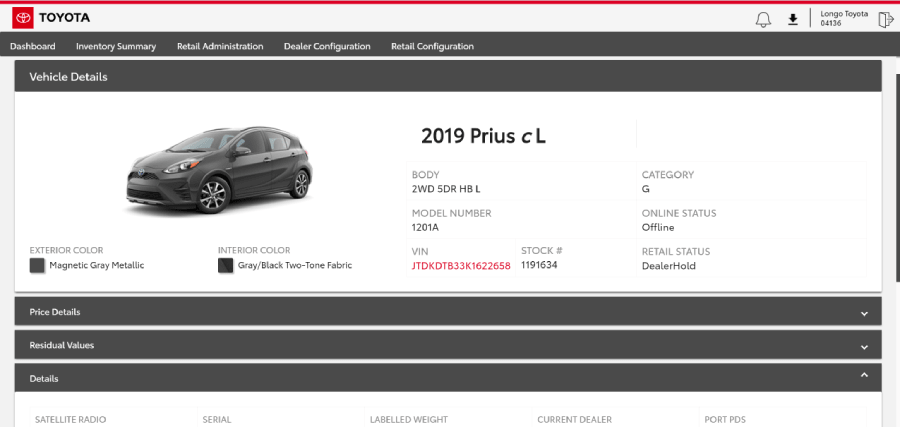 TOYOTA
Longo Toyota
04136
Dashboard Inventory Summary Retail Administration Dealer Configuration Retail Configuration
Vehicle Details
2019 Prius c L
BODY
2WD 5DR HB L
CATEGORY
G
MODEL NUMBER
1201A
ONLINE STATUS
Offline
EXTERIOR COLOR
Magnetic Gray Metallic
INTERIOR COLOR
Gray/Black Two-Tone Fabric
VIN
JTDKDTB33K1622658
STOCK #
1191634
RETAIL STATUS
DealerHold
Price Details
Residual Values
Details
SATELLITE RADIO SERIAL LABELLED WEIGHT CURRENT DEALER PORT PDS